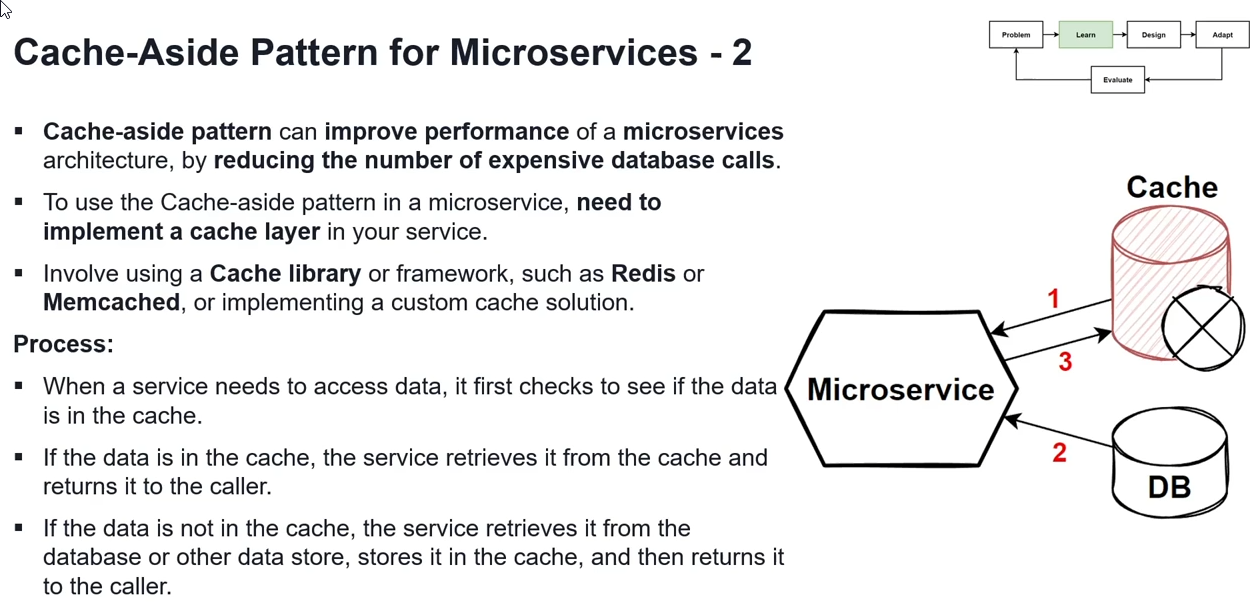 Cache-Aside Pattern for Microservices - 2
Problem
Learn
Design
Adapt
Evaluate
▪ Cache-aside pattern can improve performance of a microservices
architecture, by reducing the number of expensive database calls.
▪ To use the Cache-aside pattern in a microservice, need to
implement a cache layer in your service.
▪ Involve using a Cache library or framework, such as Redis or
Memcached, or implementing a custom cache solution.
Process:
▪ When a service needs to access data, it first checks to see if the data
is in the cache.
▪ If the data is in the cache, the service retrieves it from the cache and
returns it to the caller.
▪ If the data is not in the cache, the service retrieves it from the
database or other data store, stores it in the cache, and then returns it
to the caller.
Cache
1
3
Microservice
2
DB